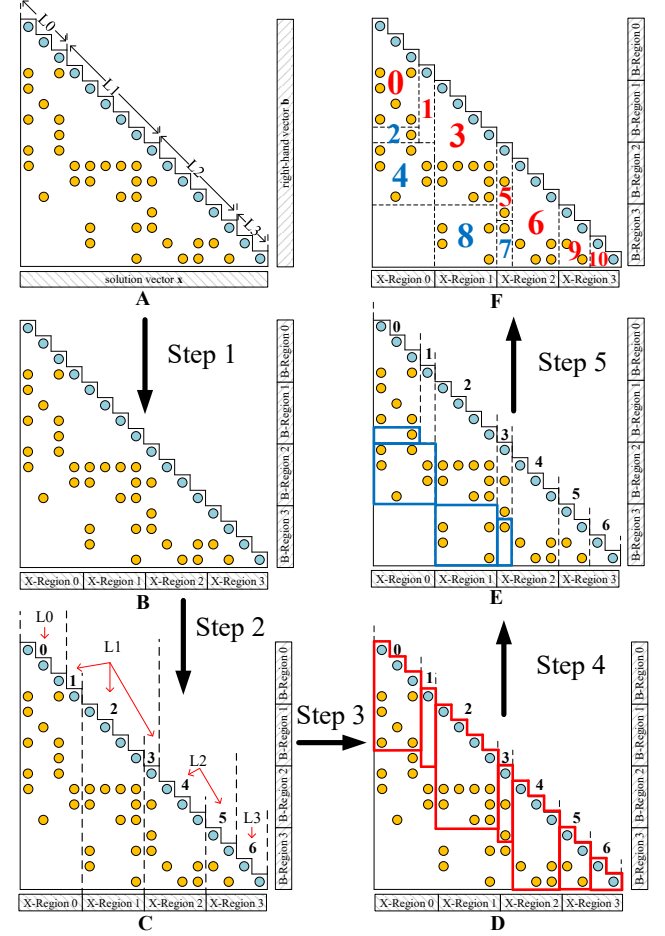 L0
L1
L2
L3
right-hand vector b
solution vector x
A
B-Region 0
B-Region 1
B-Region 2
B-Region 3
0
1
2
3
4
5
6
7
8
9
10
X-Region 0 X-Region 1 X-Region 2 X-Region 3
F
Step 1
B-Region 0
B-Region 1
B-Region 2
B-Region 3
X-Region 0 X-Region 1 X-Region 2 X-Region 3
B
Step 5
0
1
2
3
4
5
6
B-Region 0
B-Region 1
B-Region 2
B-Region 3
X-Region 0 X-Region 1 X-Region 2 X-Region 3
E
Step 2
L0
L1
L2
L3
0
1
2
3
4
5
6
B-Region 0
B-Region 1
B-Region 2
B-Region 3
X-Region 0 X-Region 1 X-Region 2 X-Region 3
C
Step 3
Step 4
0
1
2
3
4
5
6
B-Region 0
B-Region 1
B-Region 2
B-Region 3
X-Region 0 X-Region 1 X-Region 2 X-Region 3
D